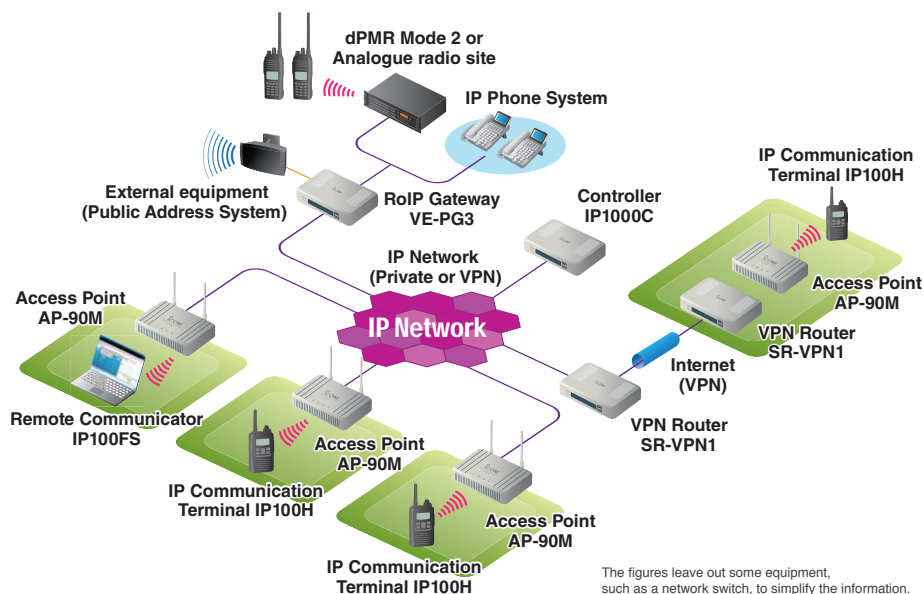 dPMR Mode 2 or
Analogue radio site
IP Phone System
IP Communication
Terminal IP100H
External equipment
(Public Address System)
RoIP Gateway
VE-PG3
Controller
IP1000C
IP Network
(Private or VPN)
Access Point
AP-90M
Access Point
AP-90M
IP Network
VPN Router
SR-VPN1
Internet
(VPN)
Remote Communicator
IP100FS
Access Point
AP-90M
VPN Router
SR-VPN1
IP Communication
Terminal IP100H
Access Point
AP-90M
IP Communication
Terminal IP100H
The figures leave out some equipment,
such as a network switch, to simplify the information.